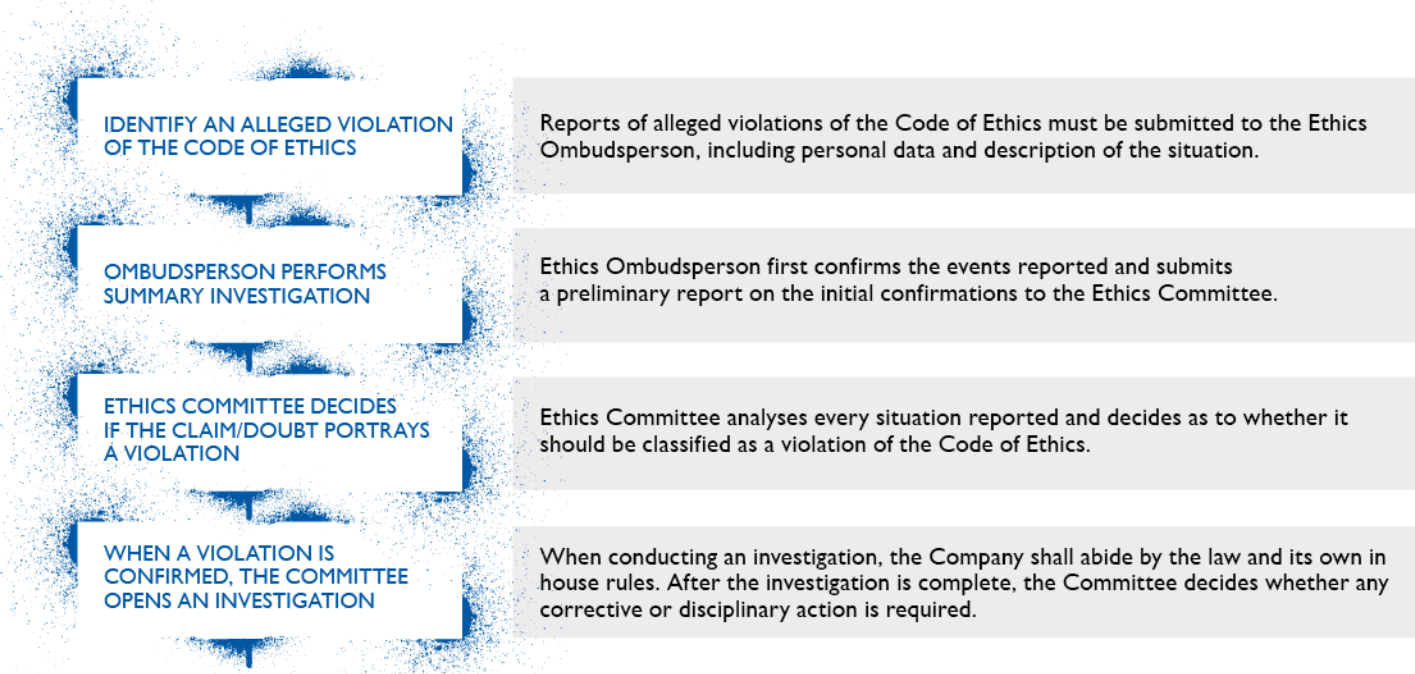 IDENTIFY AN ALLEGED VIOLATION
OF THE CODE OF ETHICS
Reports of alleged violations of the Code of Ethics must be submitted to the Ethics
Ombudsperson, including personal data and description of the situation.
OMBUDSPERSON PERFORMS
SUMMARY INVESTIGATION
Ethics Ombudsperson first confirms the events reported and submits
a preliminary report on the initial confirmations to the Ethics Committee.
ETHICS COMMITTEE DECIDES
IF THE CLAIM/DOUBT PORTRAYS
A VIOLATION
Ethics Committee analyses every situation reported and decides as to whether it
should be classified as a violation of the Code of Ethics.
WHEN A VIOLATION IS
CONFIRMED, THE COMMITTEE
OPENS AN INVESTIGATION
When conducting an investigation, the Company shall abide by the law and its own in
house rules. After the investigation is complete, the Committee decides whether any
corrective or disciplinary action is required.